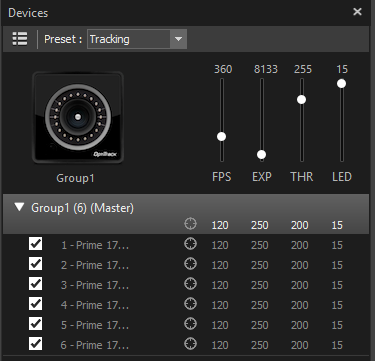 Devices
Preset : Tracking
360 8133 255 15
OptiTrack
Group1
FPS EXP THR LED
Group1 (6) (Master)
120 250 200 15
1 - Prime 17... 120 250 200 15
2 - Prime 17... 120 250 200 15
3 - Prime 17... 120 250 200 15
4 - Prime 17... 120 250 200 15
5 - Prime 17... 120 250 200 15
6 - Prime 17... 120 250 200 15